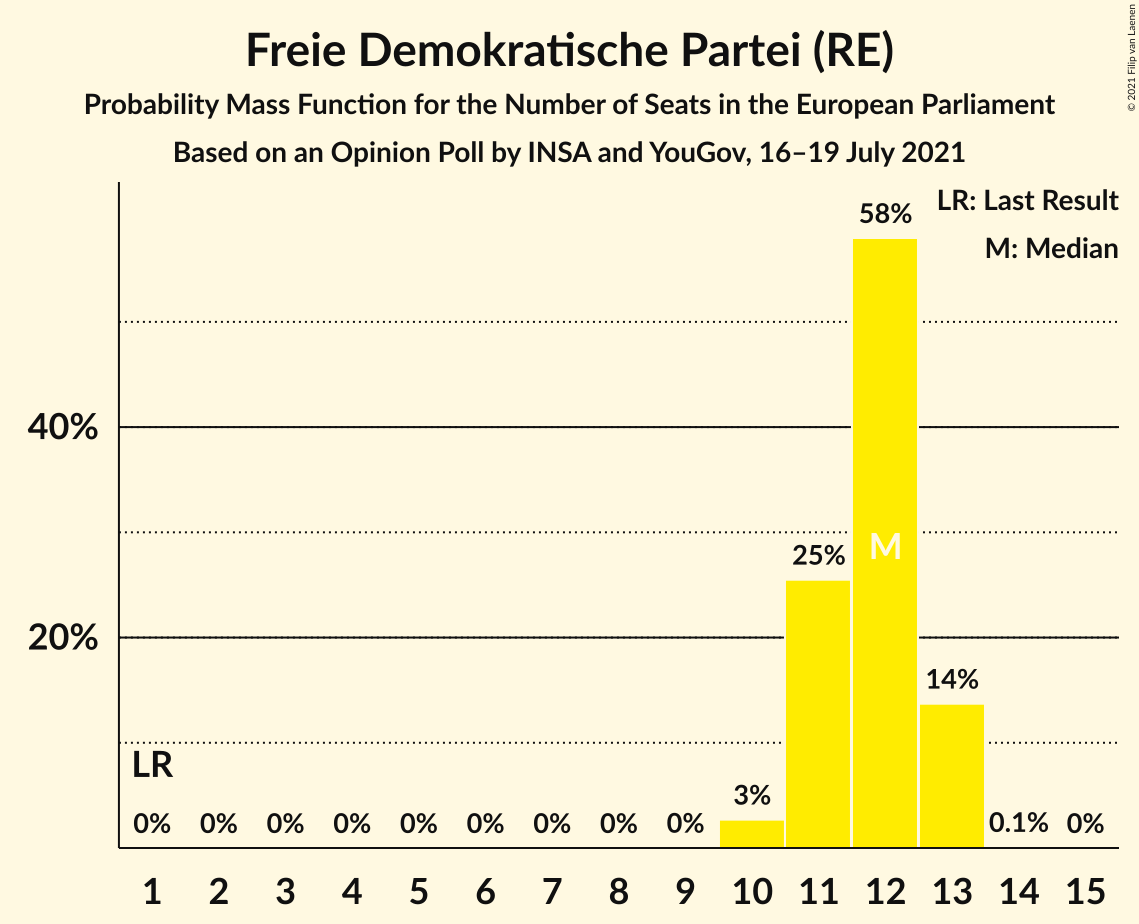 Freie Demokratische Partei (RE)
Probability Mass Function for the Number of Seats in the European Parliament
Based on an Opinion Poll by INSA and YouGov, 16–19 July 2021
© 2021 Filip van Laenen
LR: Last Result
M: Median
58%
40%
25%
M
20%
14%
LR
3%
0% 0% 0% 0% 0% 0% 0% 0% 0% 0.1% 0%
1 2 3 4 5 6 7 8 9 10 11 12 13 14 15